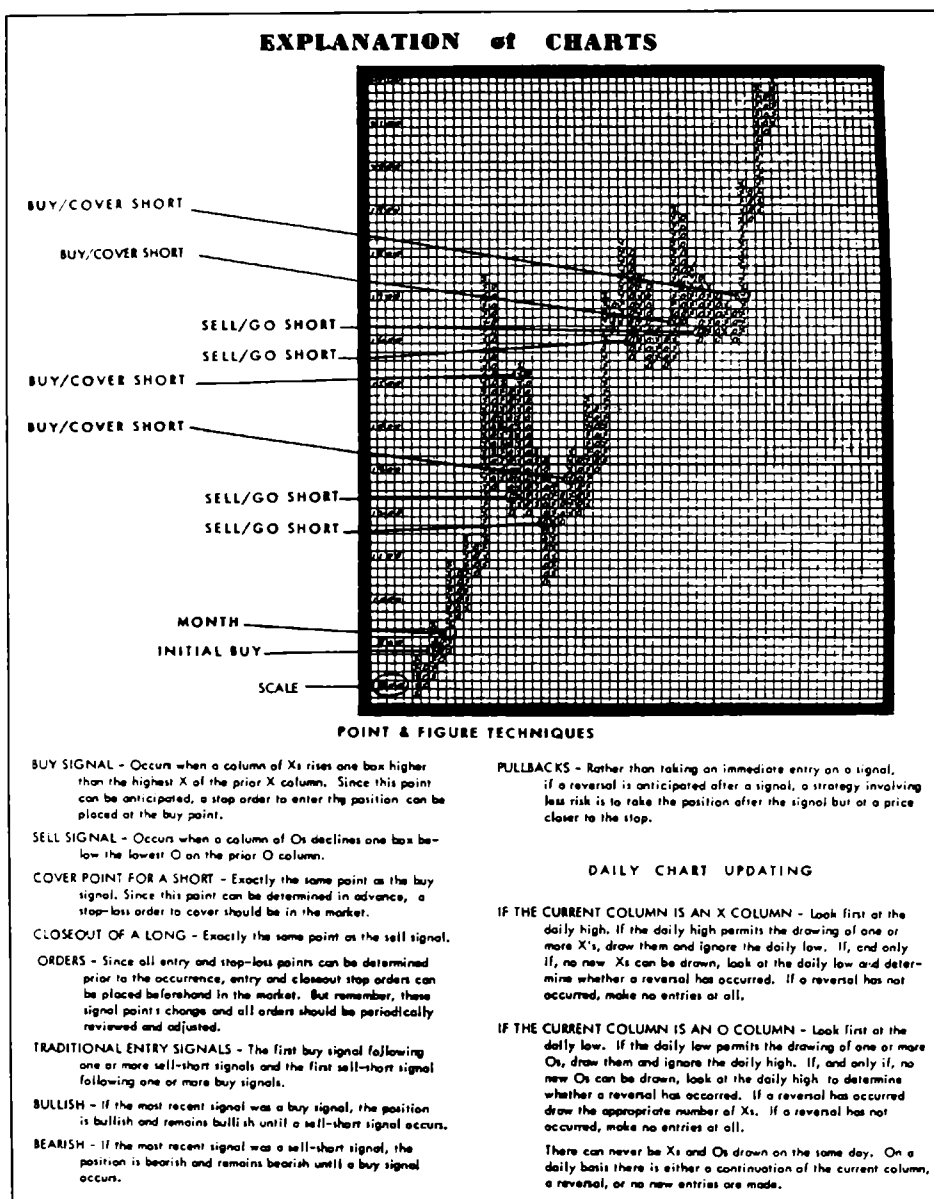 EXPLANATION of CHARTS
BUY/COVER SHORT
BUY/COVER SHORT
SELL/GO SHORT
SELL/GO SHORT
BUY/COVER SHORT
BUY/COVER SHORT
SELL/GO SHORT
SELL/GO SHORT
MONTH
INITIAL BUY
SCALE
POINT & FIGURE TECHNIQUES
BUY SIGNAL - Occurs when a column of Xs rises one box higher
than the highest X of the prior X column. Since this point
can be anticipated, a stop order to enter the position can be
placed at the buy point.
SELL SIGNAL - Occurs when a column of Os declines one box be-
low the lowest O on the prior O column.
COVER POINT FOR A SHORT - Exactly the same point as the buy
signal. Since this point can be determined in advance, a
stop-loss order to cover should be in the market.
CLOSEOUT OF A LONG - Exactly the same point as the sell signal.
ORDERS - Since all entry and stop-loss points can be determined
prior to the occurrence, entry and closeout stop orders can
be placed beforehand in the market. But remember, these
signal points change and all orders should be periodically
reviewed and adjusted.
TRADITIONAL ENTRY SIGNALS - The first buy signal following
one or more sell-short signals and the first sell-short signal
following one or more buy signals.
BULLISH - If the most recent signal was a buy signal, the position
is bullish and remains bullish until a sell-short signal occurs.
BEARISH - If the most recent signal was a sell-short signal, the
position is bearish and remains bearish until a buy signal
occurs.
PULLBACKS - Rather than taking an immediate entry on a signal,
if a reversal is anticipated after a signal, a strategy involving
less risk is to take the position after the signal but at a price
closer to the stop.
DAILY CHART UPDATING
IF THE CURRENT COLUMN IS AN X COLUMN - Look first at the
daily high. If the daily high permits the drawing of one or
more X's, draw them and ignore the daily low. If, and only
if, no new Xs can be drawn, look at the daily low and deter-
mine whether a reversal has occurred. If a reversal has not
occurred, make no entries at all.
IF THE CURRENT COLUMN IS AN O COLUMN - Look first at the
daily low. If the daily low permits the drawing of one or more
Os, draw them and ignore the daily high. If, and only if, no
new Os can be drawn, look at the daily high to determine
whether a reversal has occurred. If a reversal has occurred
draw the appropriate number of Xs. If a reversal has not
occurred, make no entries at all.
There can never be Xs and Os drawn on the same day. On a
daily basis there is either a continuation of the current column,
a reversal, or no new entries are made.